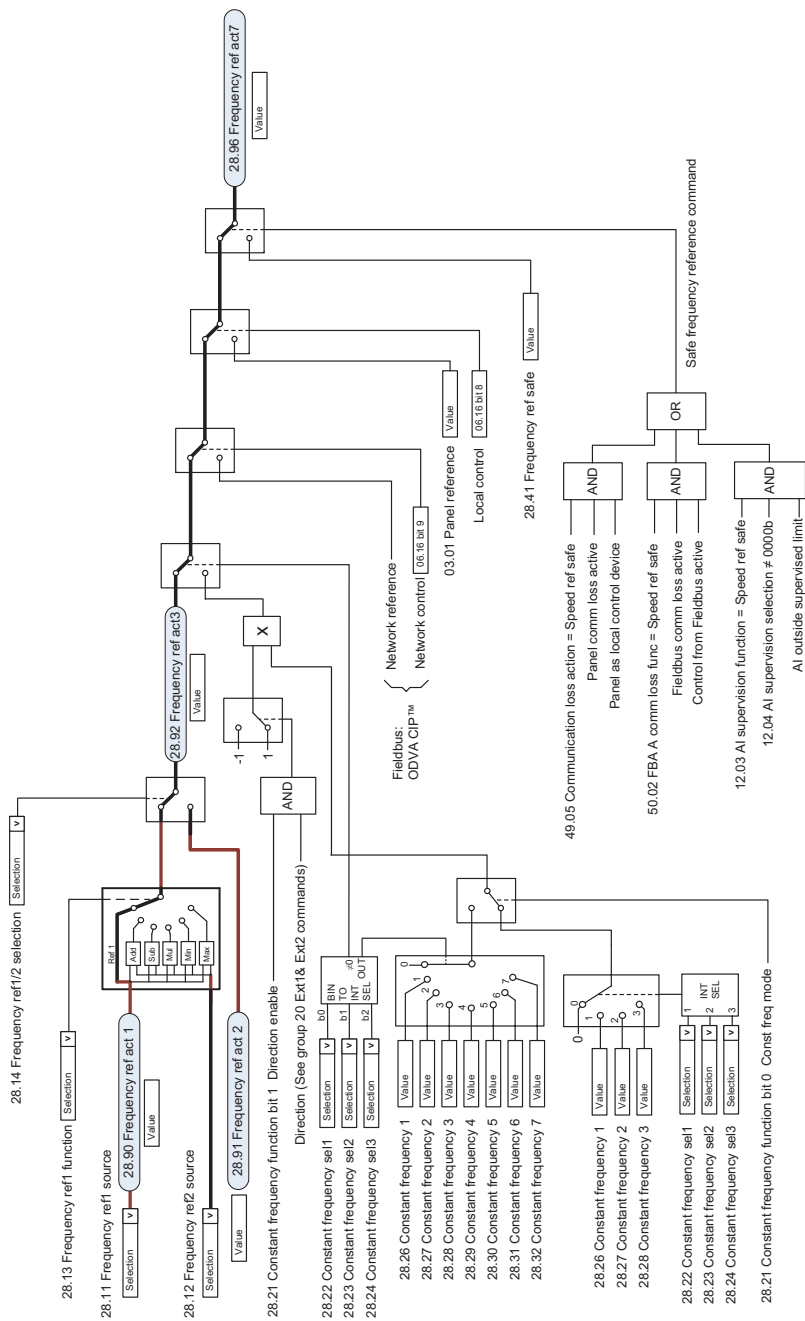 28.14 Frequency ref1/2 selection
Selection
v
28.13 Frequency ref1 function
Selection
v
28.11 Frequency ref1 source
Selection
v
28.90 Frequency ref act 1
Value
28.12 Frequency ref2 source
Selection
v
28.91 Frequency ref act 2
Value
Ref 1
Add
Sub
Mul
Min
Max
28.92 Frequency ref act3
Value
28.96 Frequency ref act7
Value
28.21 Constant frequency function bit 1 Direction enable
Direction (See group 20 Ext1& Ext2 commands)
AND
-1
1
X
28.22 Constant frequency sel1
Selection
v
b0
28.23 Constant frequency sel2
Selection
v
b1
28.24 Constant frequency sel3
Selection
v
b2
BIN
TO
INT
SEL
≠0
OUT
28.26 Constant frequency 1
Value
28.27 Constant frequency 2
Value
28.28 Constant frequency 3
Value
28.29 Constant frequency 4
Value
28.30 Constant frequency 5
Value
28.31 Constant frequency 6
Value
28.32 Constant frequency 7
Value
0
1
2
3
4
5
6
7
28.26 Constant frequency 1
Value
28.27 Constant frequency 2
Value
28.28 Constant frequency 3
Value
0
0
1
2
3
28.22 Constant frequency sel1
Selection
v
1
28.23 Constant frequency sel2
Selection
v
2
28.24 Constant frequency sel3
Selection
v
3
INT
SEL
28.21 Constant frequency function bit 0 Const freq mode
Fieldbus:
ODVA CIP™
Network reference
Network control
06.16 bit 9
03.01 Panel reference
Value
Local control
06.16 bit 8
28.41 Frequency ref safe
Value
49.05 Communication loss action = Speed ref safe
Panel comm loss active
Panel as local control device
AND
50.02 FBA A comm loss func = Speed ref safe
Fieldbus comm loss active
Control from Fieldbus active
AND
12.03 AI supervision function = Speed ref safe
12.04 AI supervision selection ≠ 0000b
AI outside supervised limit
AND
OR
Safe frequency reference command